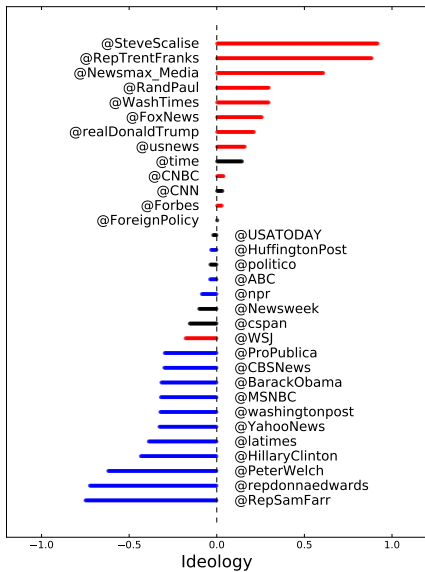 @SteveScalise
@RepTrentFranks
@Newsmax_Media
@RandPaul
@WashTimes
@FoxNews
@realDonaldTrump
@usnews
@time
@CNBC
@CNN
@Forbes
@ForeignPolicy
@USATODAY
@HuffingtonPost
@politico
@ABC
@npr
@Newsweek
@cspan
@WSJ
@ProPublica
@CBSNews
@BarackObama
@MSNBC
@washingtonpost
@YahooNews
@latimes
@HillaryClinton
@PeterWelch
@repdonnaedwards
@RepSamFarr
−1.0 −0.5 0.0 0.5 1.0
Ideology